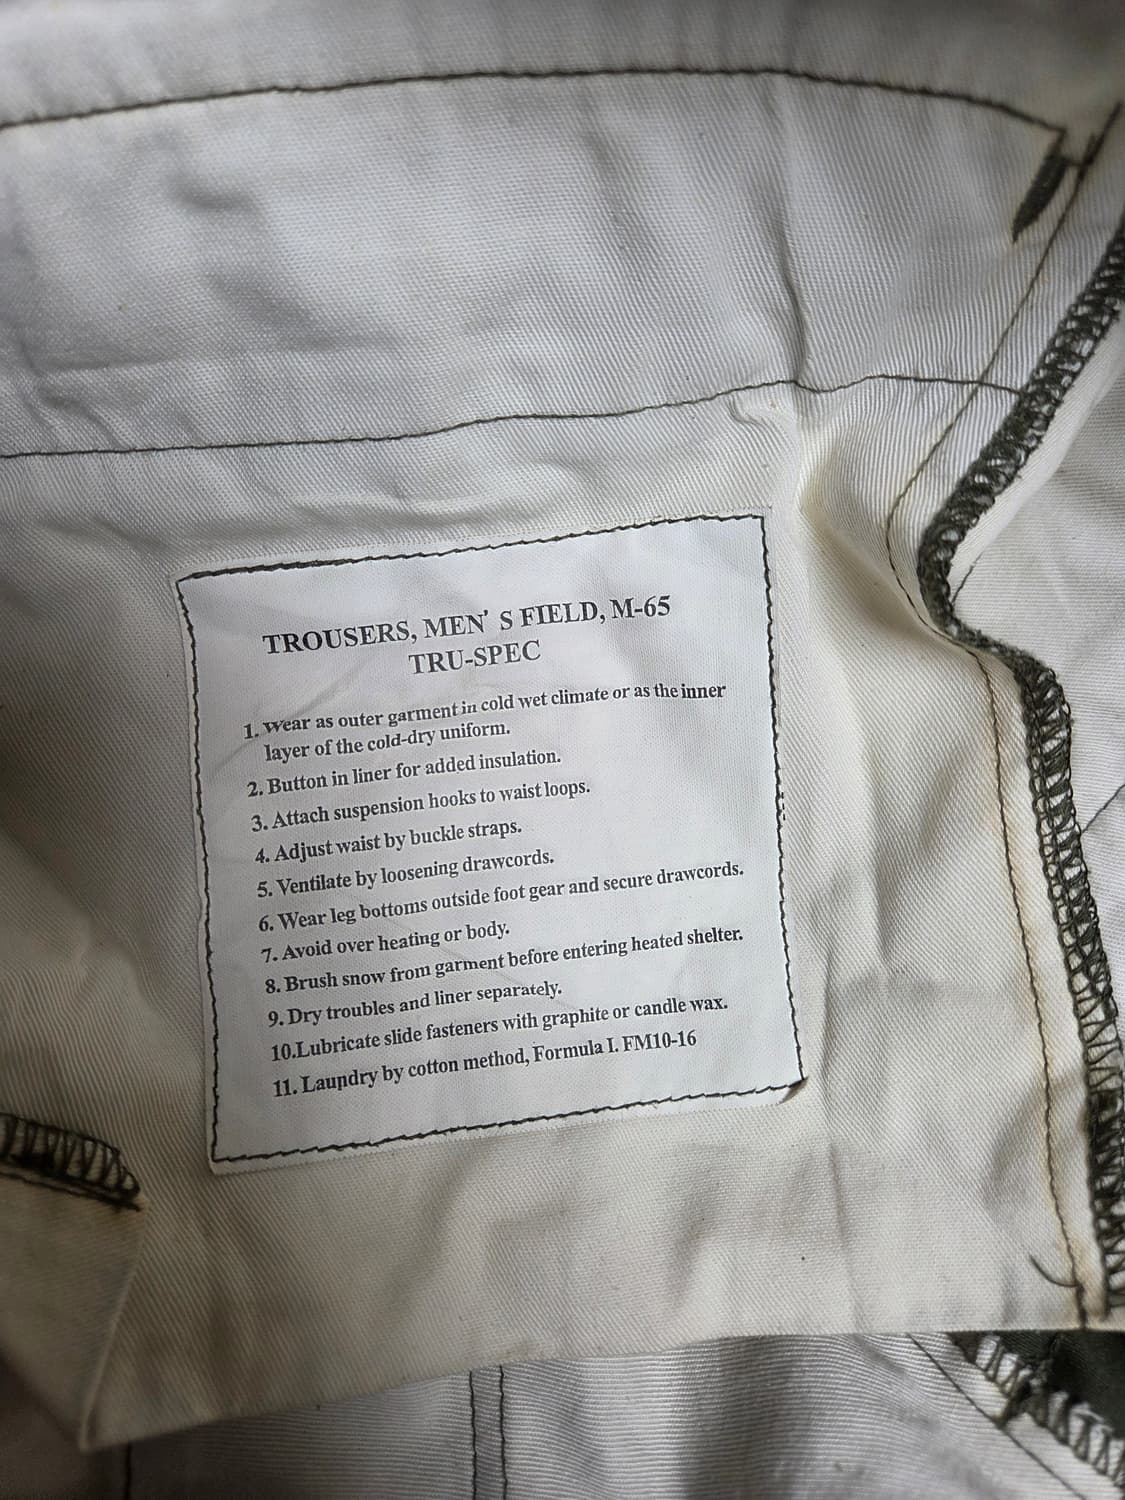 TROUSERS, MEN' S FIELD, M-65
TRU-SPEC
1. Wear as outer garment in cold wet climate or as the inner
layer of the cold-dry uniform.
2. Button in liner for added insulation.
3. Attach suspension hooks to waist loops.
4. Adjust waist by buckle straps.
5. Ventilate by loosening drawcords.
6. Wear leg bottoms outside foot gear and secure drawcords.
7. Avoid over heating or body.
8. Brush snow from garment before entering heated shelter.
9. Dry troubles and liner separately.
10.Lubricate slide fasteners with graphite or candle wax.
11. Laundry by cotton method, Formula I. FM10-16